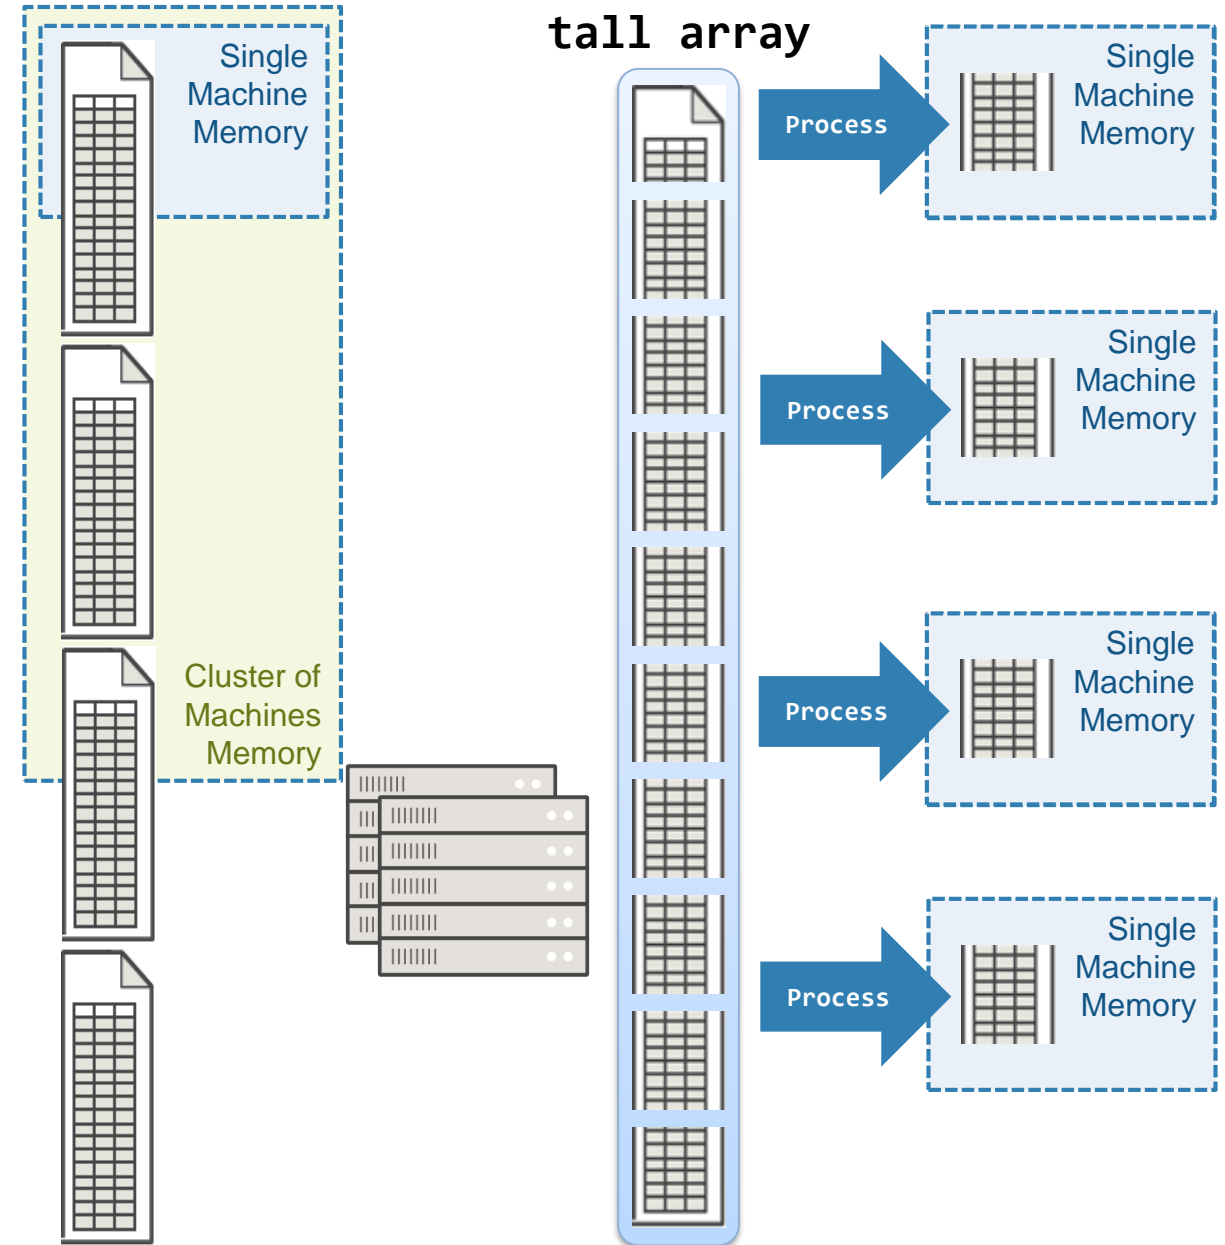 tall array
Single
Machine
Memory
Cluster of
Machines
Memory
Process
Single
Machine
Memory
Process
Single
Machine
Memory
Process
Single
Machine
Memory
Process
Single
Machine
Memory